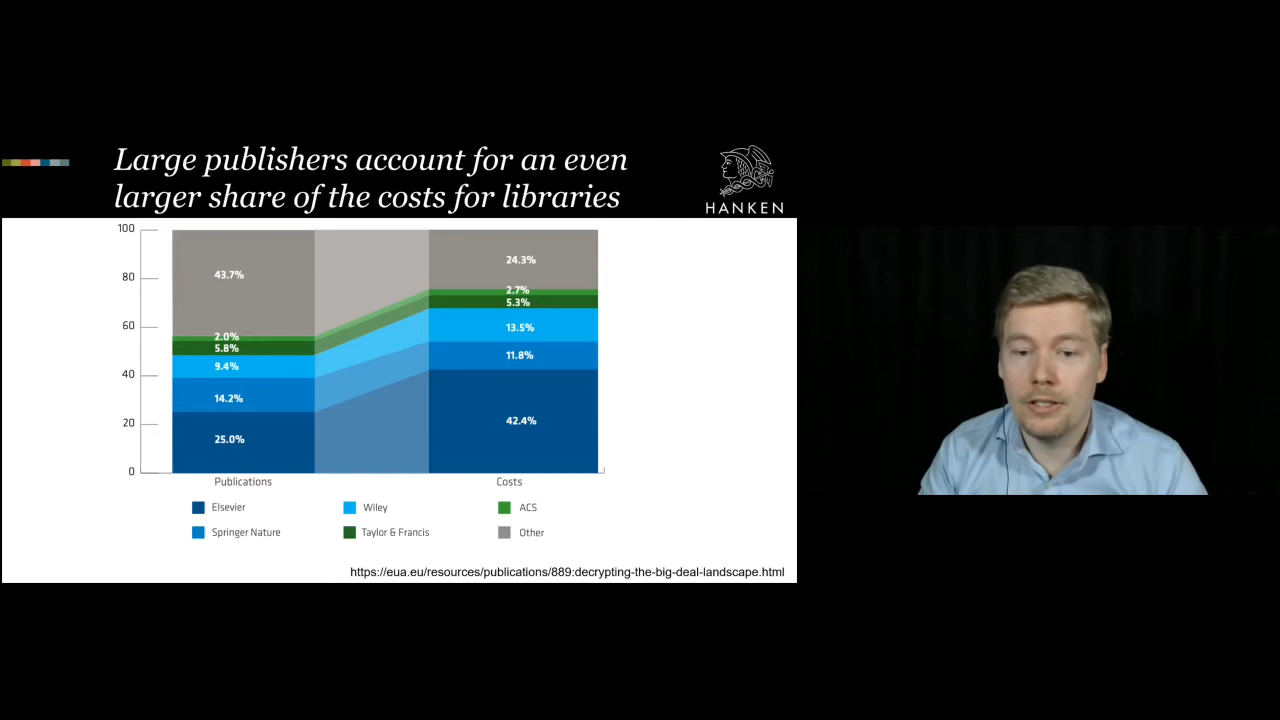 Large publishers account for an even
larger share of the costs for libraries
HANKEN
100
80
60
40
20
0
43.7%
2.0%
5.8%
9.4%
14.2%
25.0%
24.3%
2.7%
5.3%
13.5%
11.8%
42.4%
Publications
Costs
Elsevier
Wiley
ACS
Springer Nature
Taylor & Francis
Other
https://eua.eu/resources/publications/889:decrypting-the-big-deal-landscape.html